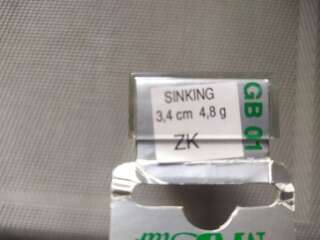 SINKING
3,4 cm 4,8 g
ZK
GB 01